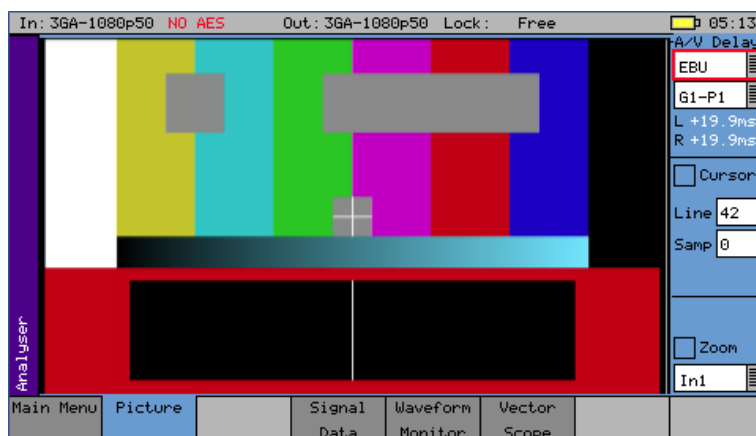 In: 3GA-1080p50 NO AES Out: 3GA-1080p50 Lock: Free 05:13
A/V Delay
EBU
G1-P1
L +19.9ms
R +19.9ms
Cursor
Line 42
Samp 0
Zoom
In1
Analyser
Main Menu Picture Signal Data Waveform Monitor Vector Scope